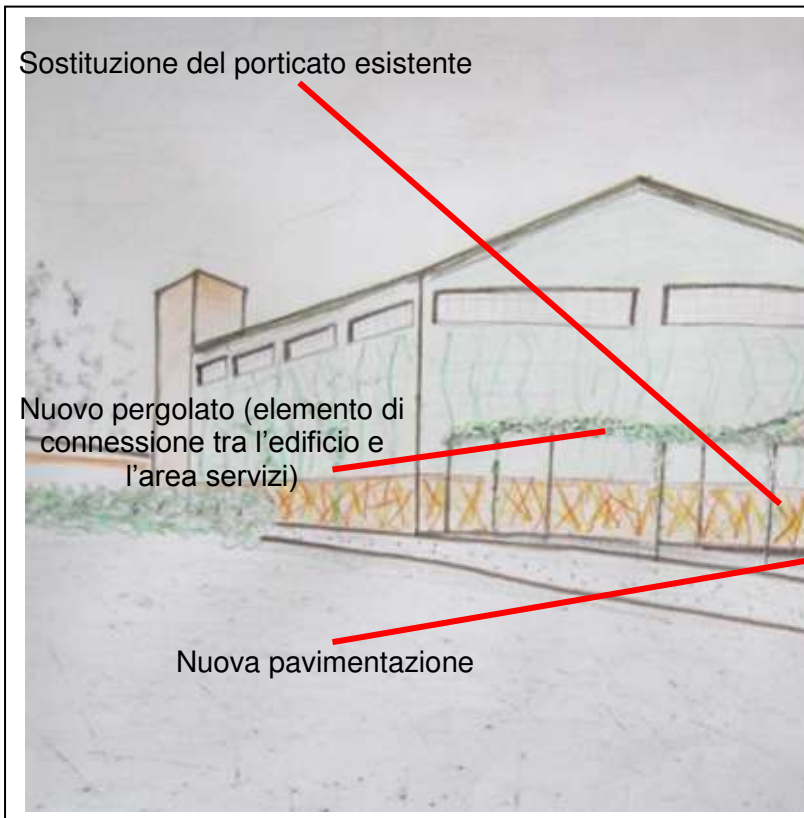 Sostituzione del porticato esistente
Nuovo pergolato (elemento di
connessione tra l’edificio e
l’area servizi)
Nuova pavimentazione